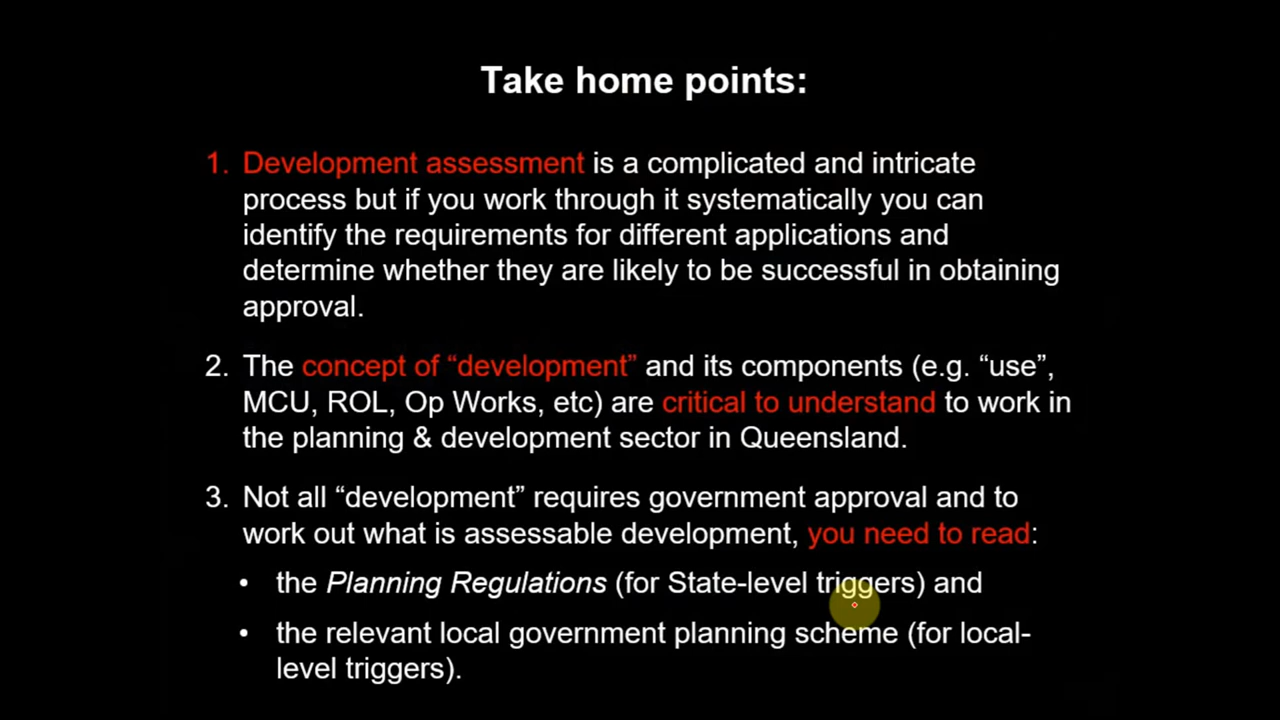 Take home points:
1. Development assessment is a complicated and intricate
process but if you work through it systematically you can
identify the requirements for different applications and
determine whether they are likely to be successful in obtaining
approval.
2. The concept of “development” and its components (e.g. “use”,
MCU, ROL, Op Works, etc) are critical to understand to work in
the planning & development sector in Queensland.
3. Not all “development” requires government approval and to
work out what is assessable development, you need to read:
• the Planning Regulations (for State-level triggers) and
• the relevant local government planning scheme (for local-
level triggers).